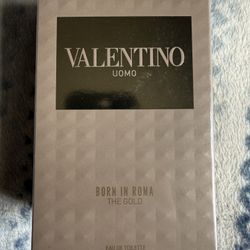 VALENTINO
UOMO
BORN IN ROMA
THE GOLD
EAU DE TOILETTE